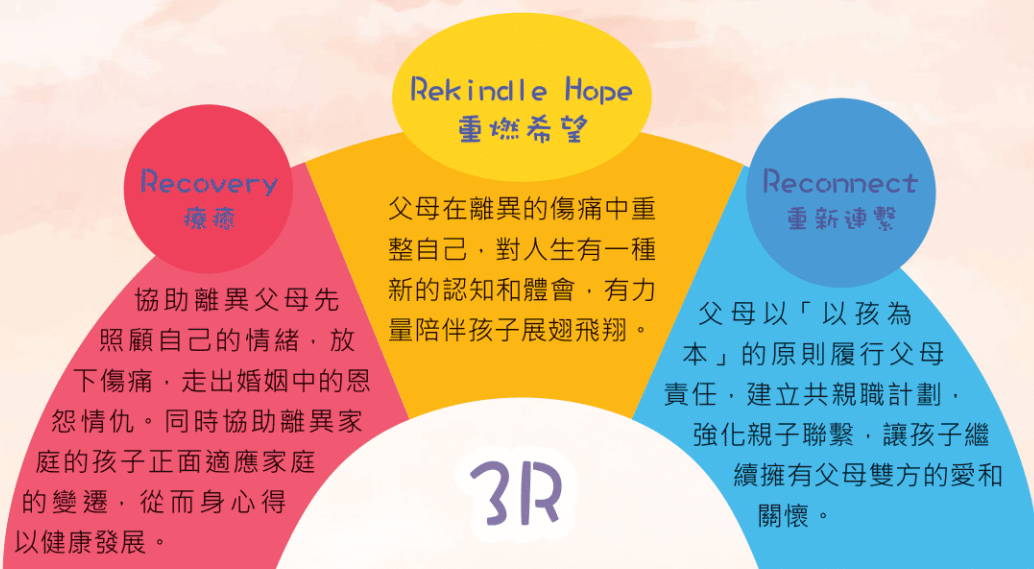 Recovery
療癒
協助離異父母先
照顧自己的情緒，放
下傷痛，走出婚姻中的恩
怨情仇。同時協助離異家
庭的孩子正面適應家庭
的變遷，從而身心得
以健康發展。
Rekindle Hope
重燃希望
父母在離異的傷痛中重
整自己，對人生有一種
新的認知和體會，有力
量陪伴孩子展翅飛翔。
Reconnect
重新連繫
父母以「以孩為
本」的原則履行父母
責任，建立共親職計劃，
強化親子聯繫，讓孩子繼
續擁有父母雙方的愛和
關懷。
3R